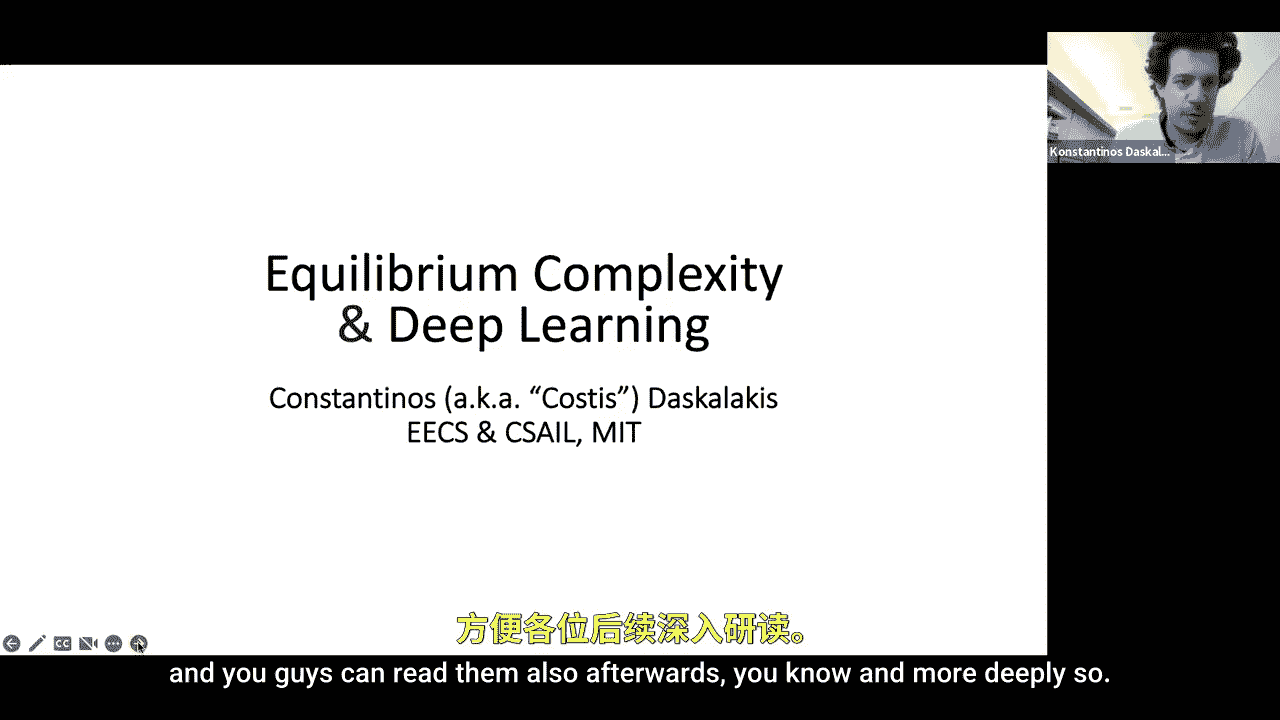 Konstantinos Daskal...
Equilibrium Complexity
& Deep Learning
Constantinos (a.k.a. “Costis”) Daskalakis
EECS & CSAIL, MIT
CC
方便各位后续深入研读。
and you guys can read them also afterwards, you know and more deeply so.